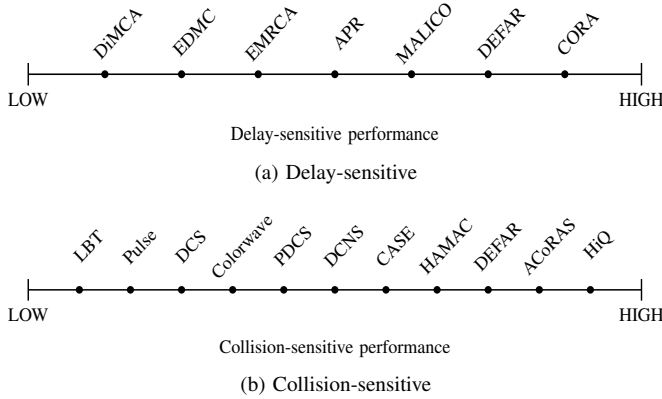 DiMCA EDMC EMRCA APR MALICO DEFAR CORA
LOW HIGH
Delay-sensitive performance
(a) Delay-sensitive
LBT Pulse DCS Colorwave PDCS DCNS CASE HAMAC DEFAR ACoRAS HiQ
LOW HIGH
Collision-sensitive performance
(b) Collision-sensitive